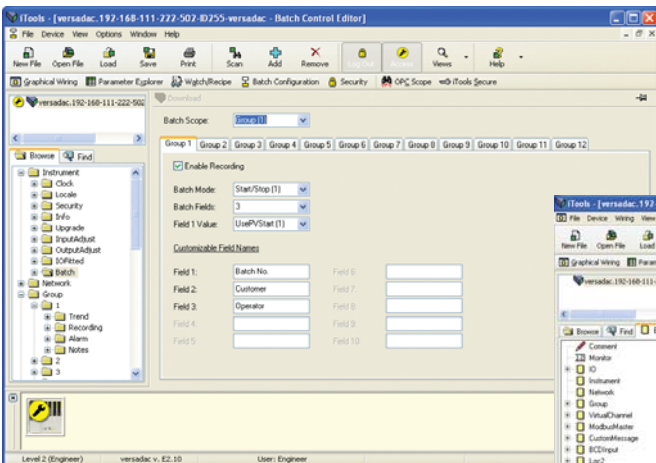 iTools - [versadac.192-168-111-222-502-ID255-versadac - Batch Control Editor]
File Device View Options Window Help
New File Open File Load Save Print Scan Add Remove Log Out Access Views Help
Graphical Wiring Parameter Explorer Watch/Recipe Batch Configuration Security OPC Scope iTools Secure
versadac.192-168-111-222-502
Download
Batch Scope: Group (1)
Browse Find
Group 1 Group 2 Group 3 Group 4 Group 5 Group 6 Group 7 Group 8 Group 9 Group 10 Group 11 Group 12
Enable Recording
Batch Mode: Start/Stop (1)
Batch Fields: 3
Field 1 Value: UsePVStart (1)
Customizable Field Names
Field 1: Batch No. Field 6:
Field 2: Customer Field 7:
Field 3: Operator Field 8:
Field 4: Field 9:
Field 5: Field 10:
Instrument
Clock
Locale
Security
Info
Upgrade
InputAdjust
OutputAdjust
IOFitted
Batch
Network
Group
1
Trend
Recording
Alarm
Notes
2
3
Level 2 (Engineer) versadac v. E2.10 User: Engineer
iTools - [versadac.192
File Device Wiring View
New File Open File Load
Graphical Wiring Param
versadac.192-168-111-
Browse Find
Comment
Monitor
IO
Instrument
Network
Group
VirtualChannel
ModbusMaster
CustomMessage
BCDInput
Lgc2